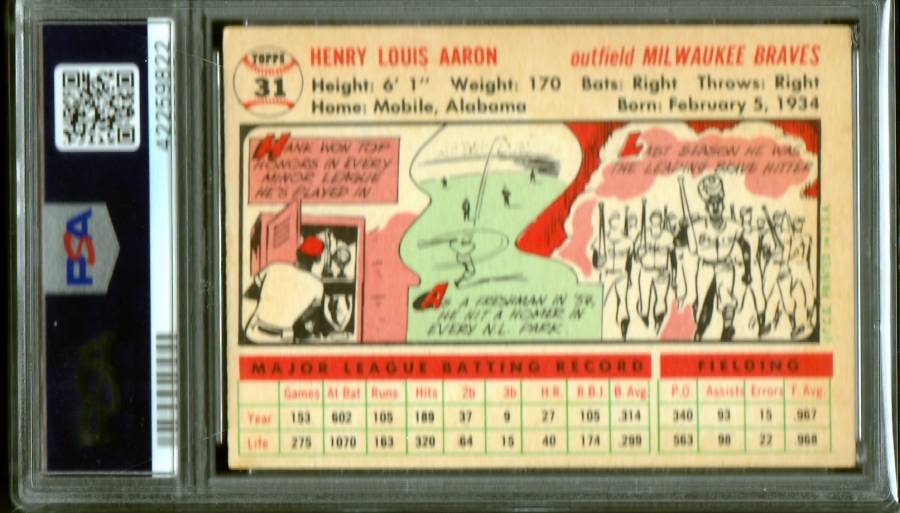 TOPPS
31
HENRY LOUIS AARON outfield MILWAUKEE BRAVES
Height: 6' 1" Weight: 170 Bats: Right Throws: Right
Home: Mobile, Alabama Born: February 5, 1934
HANK WON TOP
HONORS IN EVERY
MINOR LEAGUE
HE'S PLAYED IN
AS A FRESHMAN IN '54,
HE HIT A HOMER IN
EVERY N.L. PARK.
LAST SEASON HE WAS
THE LEADING BRAVE HITTER
PRINTED IN U.S.A.
MAJOR LEAGUE BATTING RECORD FIELDING
Games At Bat Runs Hits 2b 3b H.R. R.B.I. B. Avg. P.O. Assists Errors F. Avg.
Year 153 602 105 189 37 9 27 105 .314 340 93 15 .967
Life 275 1070 163 320 64 15 40 174 .299 563 98 22 .968
PSA
42259822